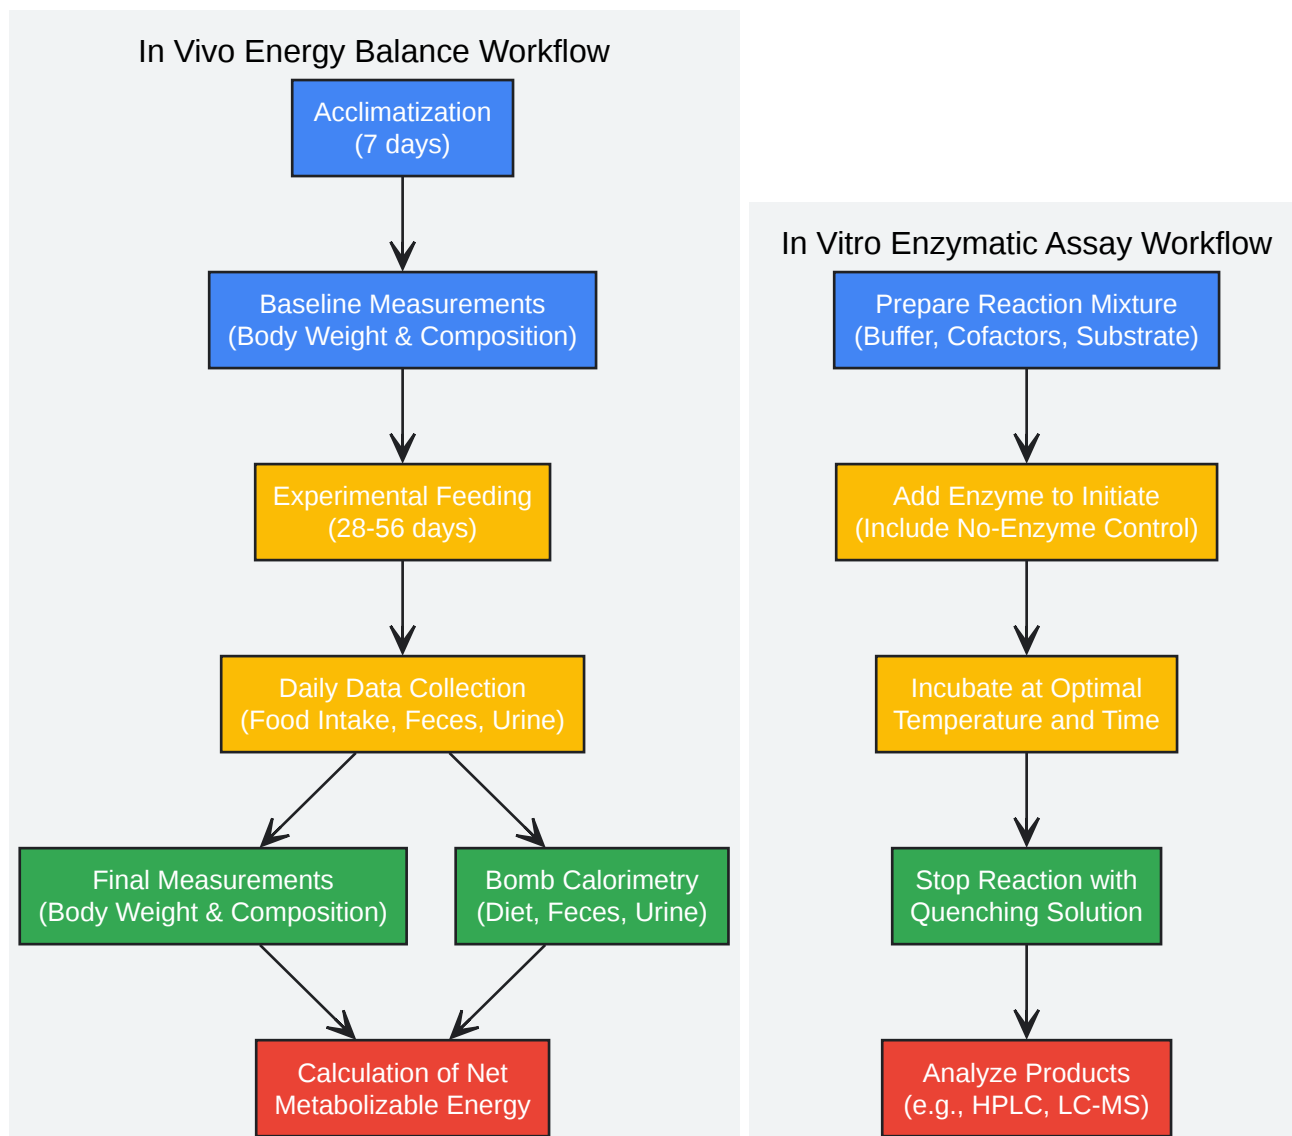 In Vivo Energy Balance Workflow
Acclimatization
(7 days)
Baseline Measurements
(Body Weight & Composition)
Experimental Feeding
(28-56 days)
Daily Data Collection
(Food Intake, Feces, Urine)
Final Measurements
(Body Weight & Composition)
Bomb Calorimetry
(Diet, Feces, Urine)
Calculation of Net
Metabolizable Energy
In Vitro Enzymatic Assay Workflow
Prepare Reaction Mixture
(Buffer, Cofactors, Substrate)
Add Enzyme to Initiate
(Include No-Enzyme Control)
Incubate at Optimal
Temperature and Time
Stop Reaction with
Quenching Solution
Analyze Products
(e.g., HPLC, LC-MS)